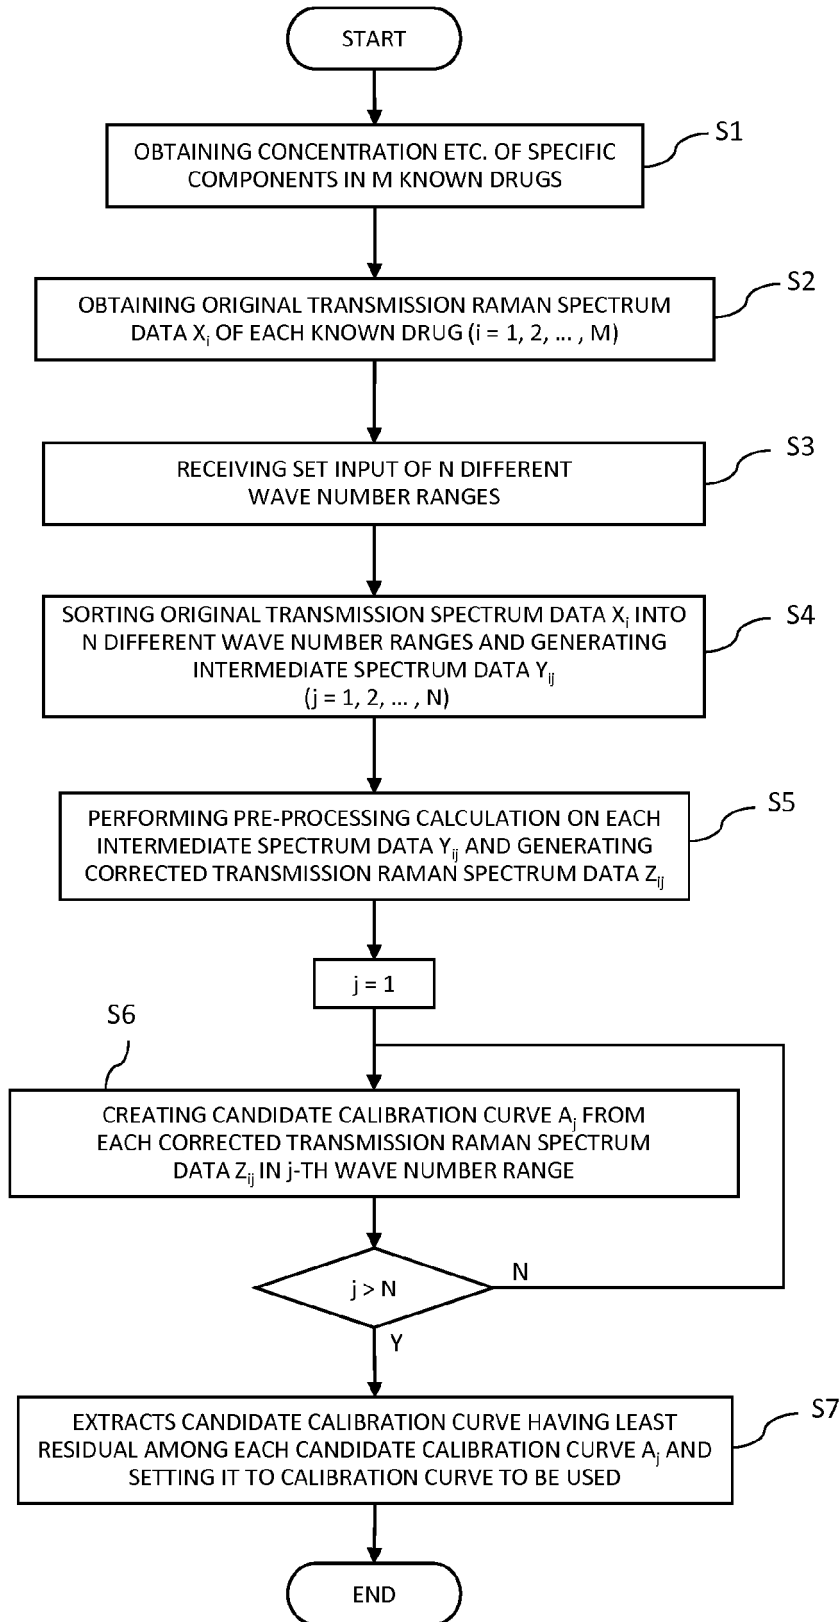 START
S1
OBTAINING CONCENTRATION ETC. OF SPECIFIC
COMPONENTS IN M KNOWN DRUGS
S2
OBTAINING ORIGINAL TRANSMISSION RAMAN SPECTRUM
DATA Xi OF EACH KNOWN DRUG (i = 1, 2, ... , M)
S3
RECEIVING SET INPUT OF N DIFFERENT
WAVE NUMBER RANGES
S4
SORTING ORIGINAL TRANSMISSION SPECTRUM DATA Xi INTO
N DIFFERENT WAVE NUMBER RANGES AND GENERATING
INTERMEDIATE SPECTRUM DATA Yij
(j = 1, 2, ... , N)
S5
PERFORMING PRE-PROCESSING CALCULATION ON EACH
INTERMEDIATE SPECTRUM DATA Yij AND GENERATING
CORRECTED TRANSMISSION RAMAN SPECTRUM DATA Zij
j = 1
S6
CREATING CANDIDATE CALIBRATION CURVE Aj FROM
EACH CORRECTED TRANSMISSION RAMAN SPECTRUM
DATA Zij IN j-TH WAVE NUMBER RANGE
j > N
N
Y
S7
EXTRACTS CANDIDATE CALIBRATION CURVE HAVING LEAST
RESIDUAL AMONG EACH CANDIDATE CALIBRATION CURVE Aj AND
SETTING IT TO CALIBRATION CURVE TO BE USED
END